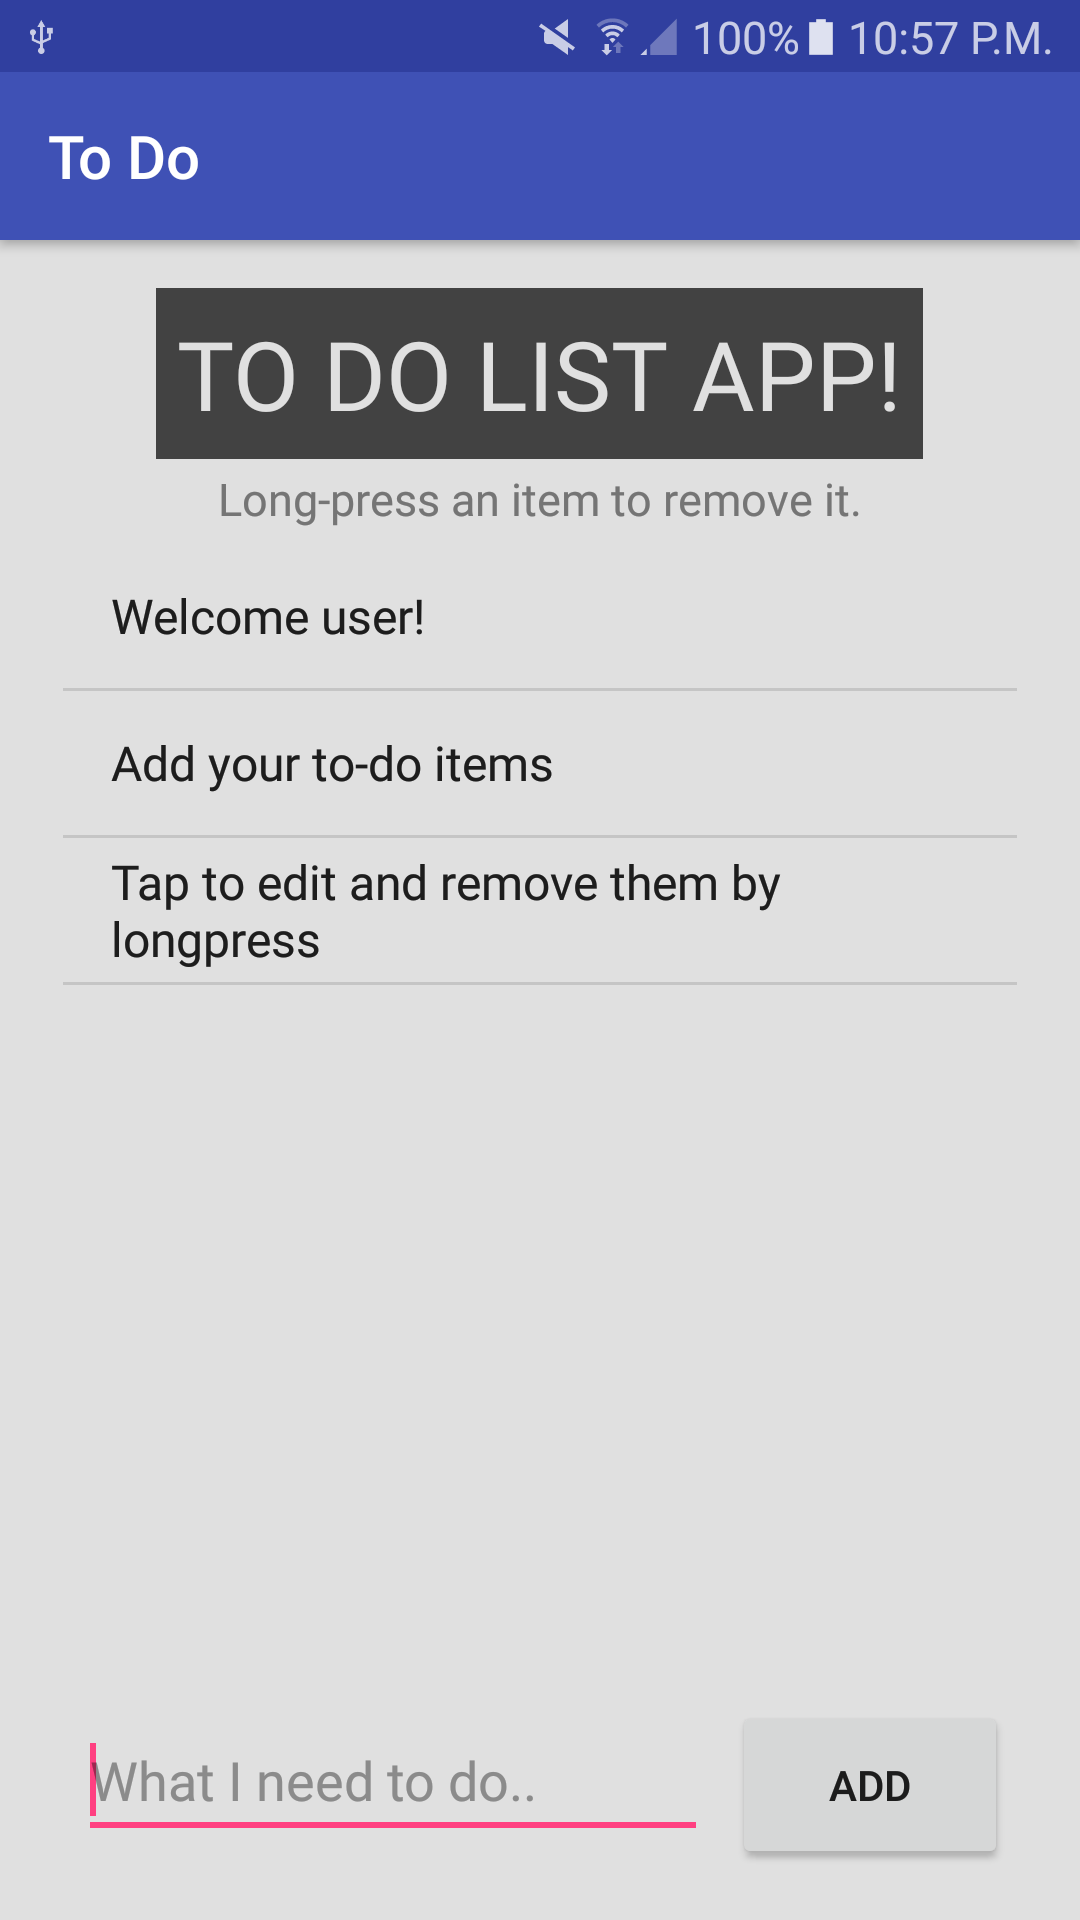 100% 10:57 P.M.
To Do
TO DO LIST APP!
Long-press an item to remove it.
Welcome user!
Add your to-do items
Tap to edit and remove them by
longpress
What I need to do..
ADD